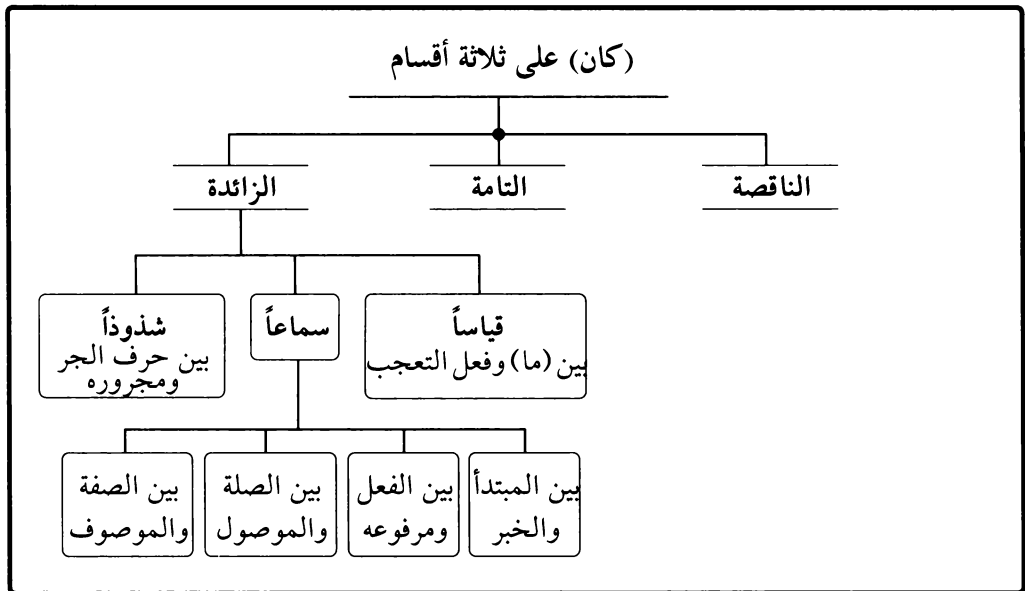 (كان) على ثلاثة أقسام
الناقصة
التامة
الزائدة
قياساً
بين (ما) وفعل التعجب
سماعاً
شذوذاً
بين حرف الجر
ومجروره
بين المبتدأ
والخبر
بين الفعل
ومرفوعه
بين الصلة
والموصول
بين الصفة
والموصوف